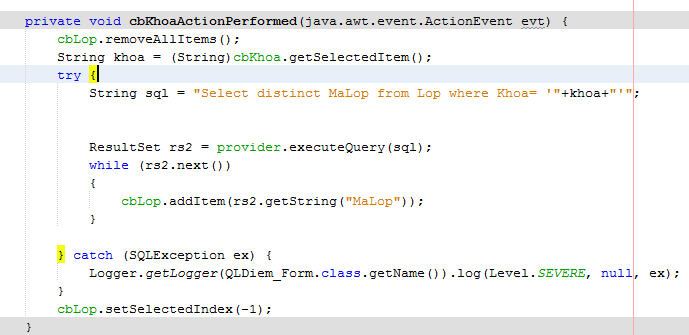 private void cbKhoaActionPerformed(java.awt.event.ActionEvent evt) {
cbLop.removeAllItems();
String khoa = (String)cbKhoa.getSelectedItem();
try {
String sql = "Select distinct MaLop from Lop where Khoa= '"+khoa+"'";
ResultSet rs2 = provider.executeQuery(sql);
while (rs2.next())
{
cbLop.addItem(rs2.getString("MaLop"));
}
} catch (SQLException ex) {
Logger.getLogger(QLDiem_Form.class.getName()).log(Level.SEVERE, null, ex);
}
cbLop.setSelectedIndex(-1);
}